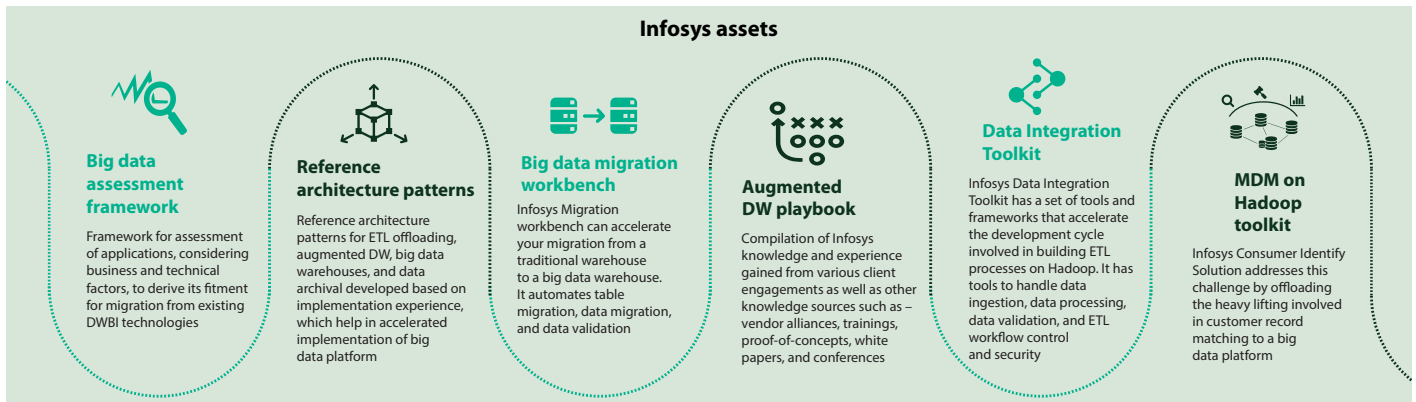 Infosys assets
Big data
assessment
framework
Framework for assessment
of applications, considering
business and technical
factors, to derive its fitment
for migration from existing
DWBI technologies
Reference
architecture patterns
Reference architecture
patterns for ETL offloading,
augmented DW, big data
warehouses, and data
archival developed based on
implementation experience,
which help in accelerated
implementation of big
data platform
Big data migration
workbench
Infosys Migration
workbench can accelerate
your migration from a
traditional warehouse
to a big data warehouse.
It automates table
migration, data migration,
and data validation
Augmented
DW playbook
Compilation of Infosys
knowledge and experience
gained from various client
engagements as well as other
knowledge sources such as –
vendor alliances, trainings,
proof-of-concepts, white
papers, and conferences
Data Integration
Toolkit
Infosys Data Integration
Toolkit has a set of tools and
frameworks that accelerate
the development cycle
involved in building ETL
processes on Hadoop. It has
tools to handle data
ingestion, data processing,
data validation, and ETL
workflow control
and security
MDM on
Hadoop
toolkit
Infosys Consumer Identify
Solution addresses this
challenge by offloading
the heavy lifting involved
in customer record
matching to a big
data platform